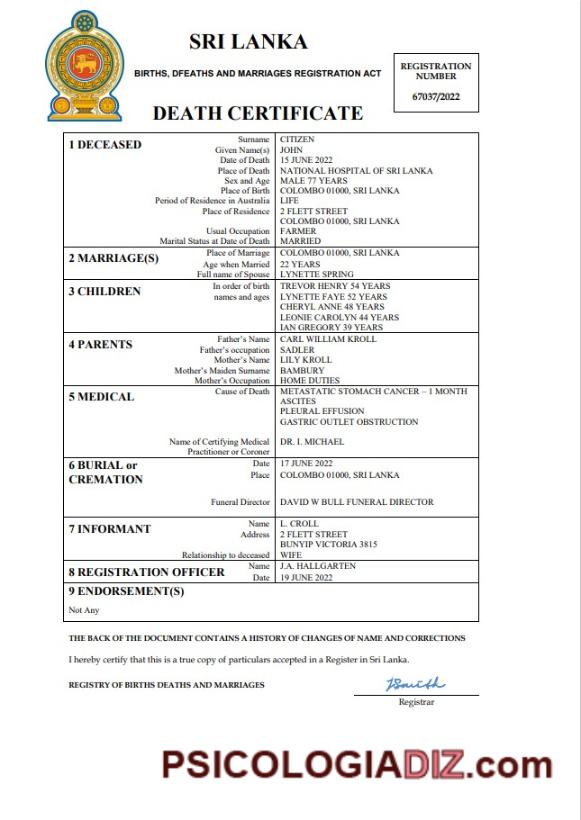 SRI LANKA
BIRTHS, DFEATHS AND MARRIAGES REGISTRATION ACT
REGISTRATION
NUMBER
67037/2022
DEATH CERTIFICATE
1 DECEASED
Surname CITIZEN
Given Name(s) JOHN
Date of Death 15 JUNE 2022
Place of Death NATIONAL HOSPITAL OF SRI LANKA
Sex and Age MALE 77 YEARS
Place of Birth COLOMBO 01000, SRI LANKA
Period of Residence in Australia LIFE
Place of Residence 2 FLETT STREET
COLOMBO 01000, SRI LANKA
Usual Occupation FARMER
Marital Status at Date of Death MARRIED
2 MARRIAGE(S)
Place of Marriage COLOMBO 01000, SRI LANKA
Age when Married 22 YEARS
Full name of Spouse LYNETTE SPRING
3 CHILDREN
In order of birth TREVOR HENRY 54 YEARS
names and ages LYNETTE FAYE 52 YEARS
CHERYL ANNE 48 YEARS
LEONIE CAROLYN 44 YEARS
IAN GREGORY 39 YEARS
4 PARENTS
Father's Name CARL WILLIAM KROLL
Father's occupation SADLER
Mother's Name LILY KROLL
Mother's Maiden Surname BAMBURY
Mother's Occupation HOME DUTIES
5 MEDICAL
Cause of Death METASTATIC STOMACH CANCER – 1 MONTH
ASCITES
PLEURAL EFFUSION
GASTRIC OUTLET OBSTRUCTION
Name of Certifying Medical DR. I. MICHAEL
Practitioner or Coroner
6 BURIAL or
CREMATION
Date 17 JUNE 2022
Place COLOMBO 01000, SRI LANKA
Funeral Director DAVID W BULL FUNERAL DIRECTOR
7 INFORMANT
Name L. CROLL
Address 2 FLETT STREET
BUNYIP VICTORIA 3815
Relationship to deceased WIFE
8 REGISTRATION OFFICER
Name J.A. HALLGARTEN
Date 19 JUNE 2022
9 ENDORSEMENT(S)
Not Any
THE BACK OF THE DOCUMENT CONTAINS A HISTORY OF CHANGES OF NAME AND CORRECTIONS
I hereby certify that this is a true copy of particulars accepted in a Register in Sri Lanka.
REGISTRY OF BIRTHS DEATHS AND MARRIAGES
JSmith
Registrar
PSICOLOGIADIZ.com